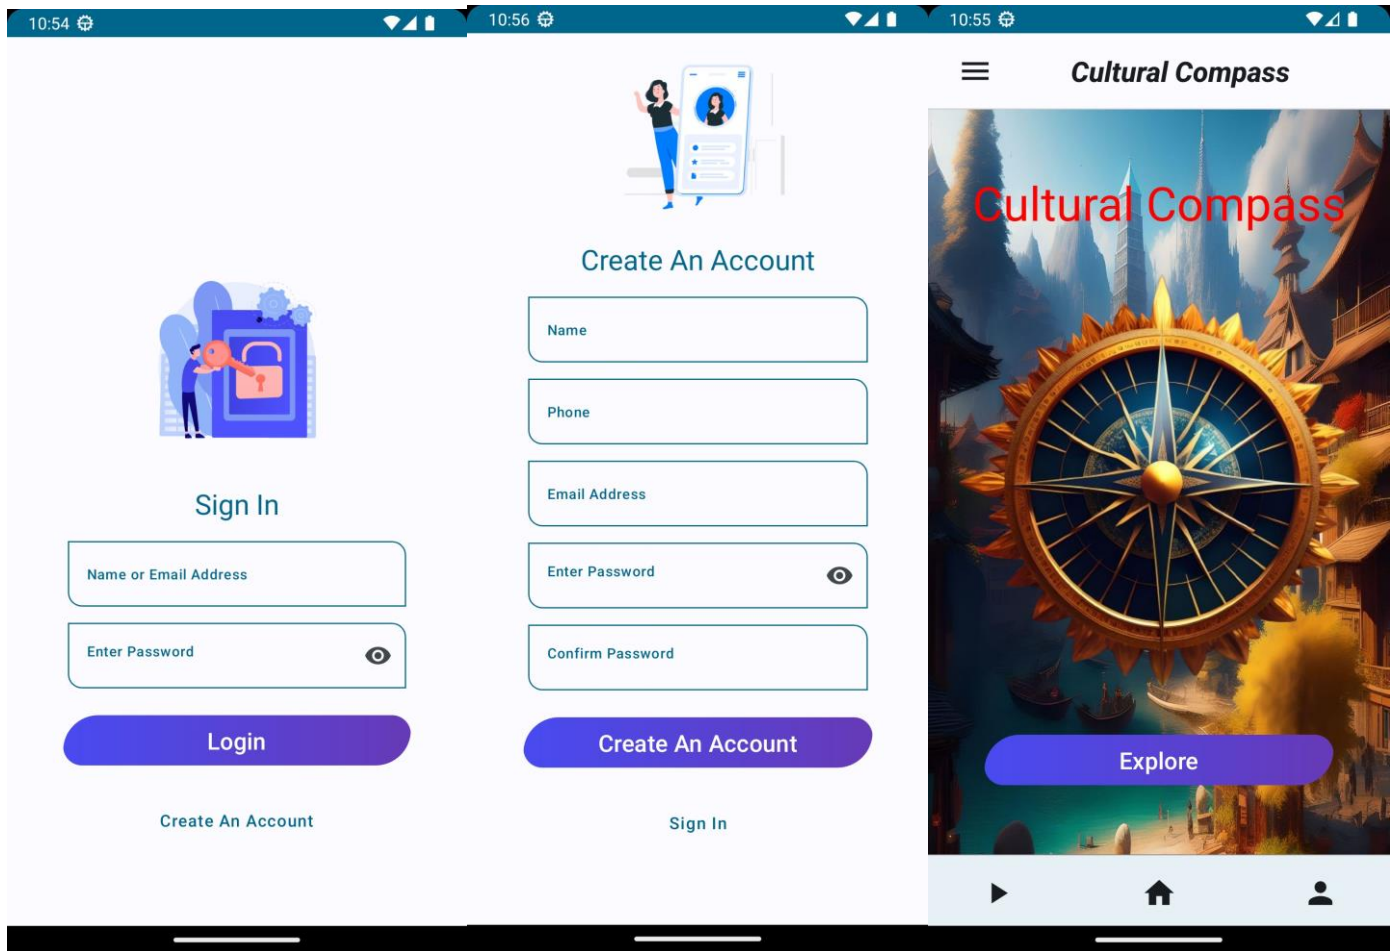 10:54
Sign In
Name or Email Address
Enter Password
Login
Create An Account
10:56
Create An Account
Name
Phone
Email Address
Enter Password
Confirm Password
Create An Account
Sign In
10:55
Cultural Compass
Cultural Compass
Explore